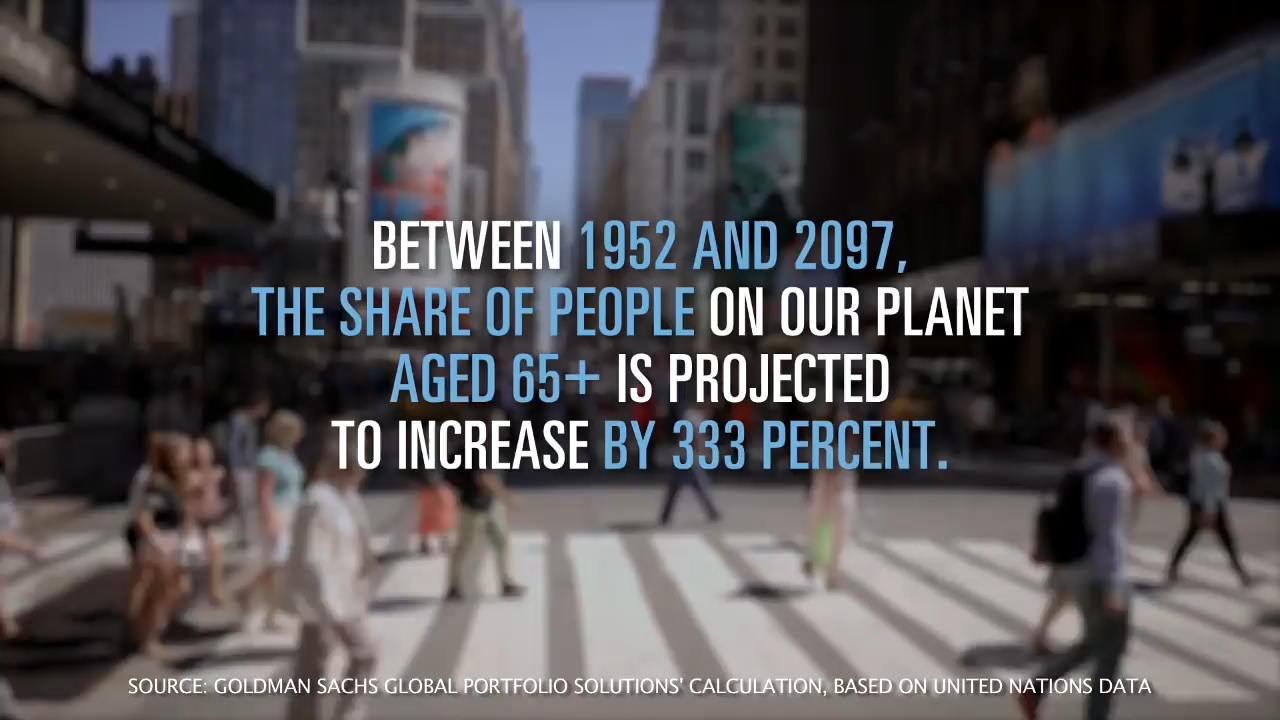 BETWEEN 1952 AND 2097,
THE SHARE OF PEOPLE ON OUR PLANET
AGED 65+ IS PROJECTED
TO INCREASE BY 333 PERCENT.
SOURCE: GOLDMAN SACHS GLOBAL PORTFOLIO SOLUTIONS' CALCULATION, BASED ON UNITED NATIONS DATA